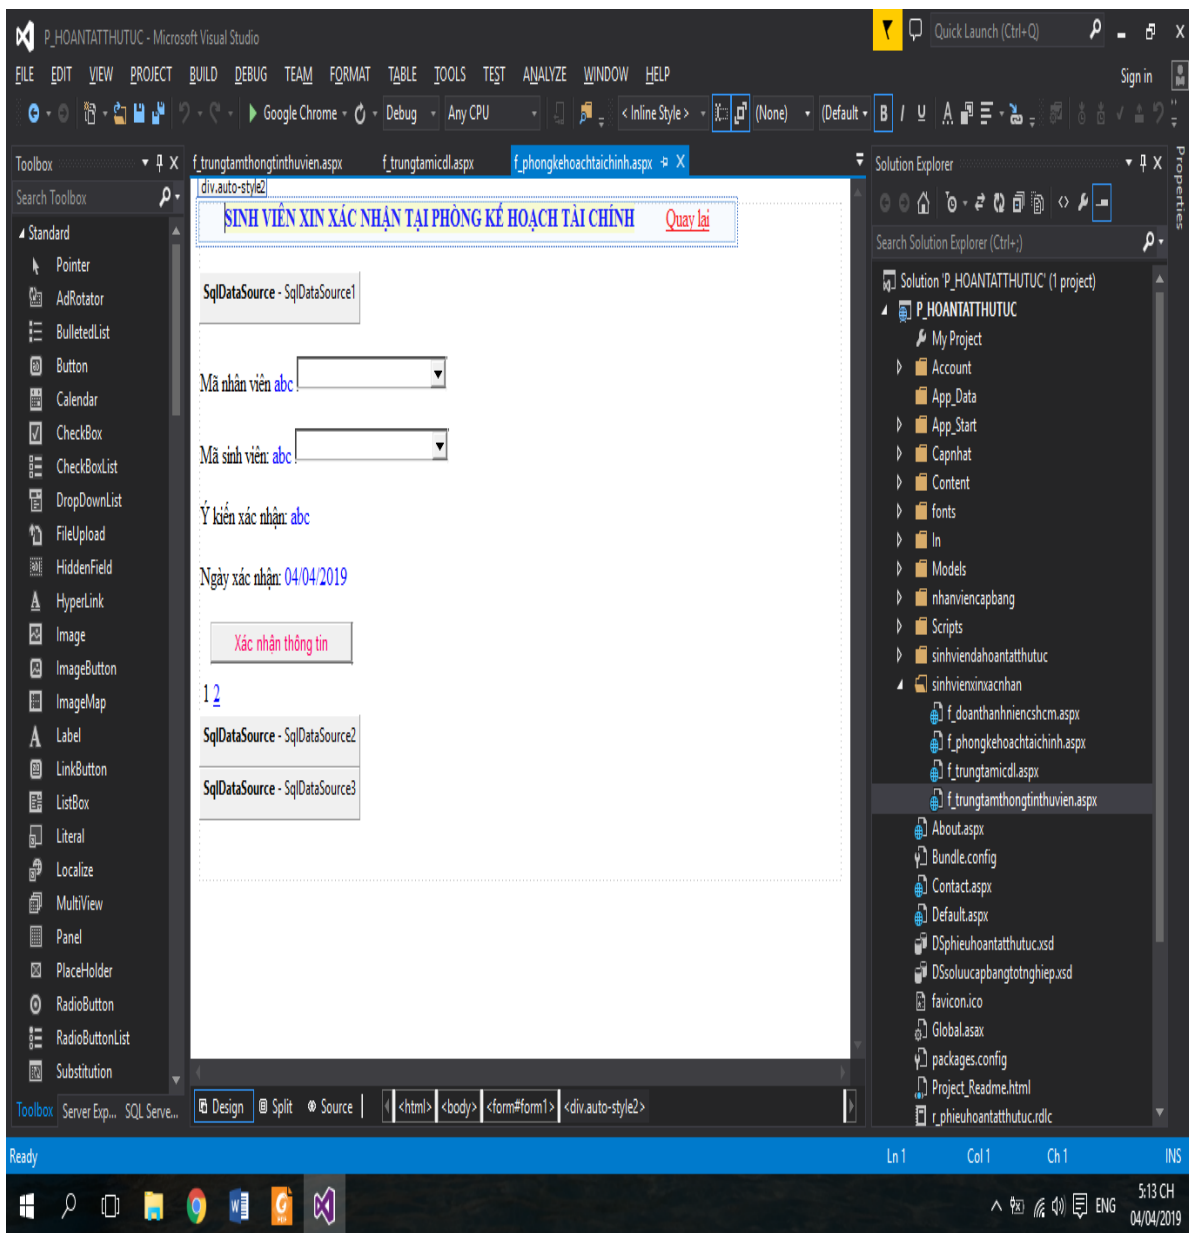 P_HOANTATTHUTUC - Microsoft Visual Studio
Quick Launch (Ctrl+Q)
FILE EDIT VIEW PROJECT BUILD DEBUG TEAM FORMAT TABLE TOOLS TEST ANALYZE WINDOW HELP
Sign in
Google Chrome Debug Any CPU < Inline Style > (None) (Default B I U A
Toolbox
Search Toolbox
Standard
Pointer
AdRotator
BulletedList
Button
Calendar
CheckBox
CheckBoxList
DropDownList
FileUpload
HiddenField
HyperLink
Image
ImageButton
ImageMap
Label
LinkButton
ListBox
Literal
Localize
MultiView
Panel
PlaceHolder
RadioButton
RadioButtonList
Substitution
Toolbox Server Exp... SQL Serve...
f_trungtamthongtinthuvien.aspx f_trungtamicdl.aspx f_phongkehoachtaichinh.aspx
div.auto-style2
SINH VIÊN XIN XÁC NHẬN TẠI PHÒNG KẾ HOẠCH TÀI CHÍNH Quay lại
SqlDataSource - SqlDataSource1
Mã nhân viên abc :
Mã sinh viên: abc :
Ý kiến xác nhận: abc
Ngày xác nhận: 04/04/2019
Xác nhận thông tin
1 2
SqlDataSource - SqlDataSource2
SqlDataSource - SqlDataSource3
Design Split Source <html> <body> <form#form1> <div.auto-style2>
Solution Explorer
Search Solution Explorer (Ctrl+;)
Solution 'P_HOANTATTHUTUC' (1 project)
P_HOANTATTHUTUC
My Project
Account
App_Data
App_Start
Capnhat
Content
fonts
In
Models
nhanviencapbang
Scripts
sinhviendahoantatthutuc
sinhvienxinxacnhan
f_doanthanhniencshcm.aspx
f_phongkehoachtaichinh.aspx
f_trungtamicdl.aspx
f_trungtamthongtinthuvien.aspx
About.aspx
Bundle.config
Contact.aspx
Default.aspx
DSphieuhoantatthutuc.xsd
DSsoluucapbangtotnghiep.xsd
favicon.ico
Global.asax
packages.config
Project_Readme.html
r_phieuhoantatthutuc.rdlc
Properties
Ready Ln 1 Col 1 Ch 1 INS
ENG
5:13 CH
04/04/2019